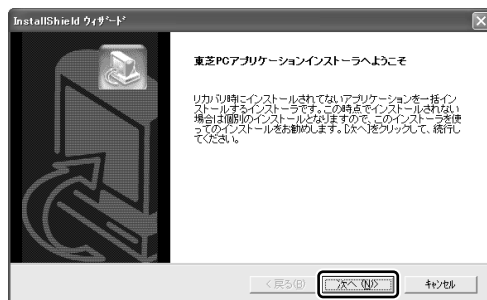 InstallShield ウィザード
東芝PCアプリケーションインストーラへようこそ
リカバリ時にインストールされてないアプリケーションを一括イン
ストールするインストーラです。この時点でインストールされない
場合は個別のインストールとなりますので、このインストーラを使
ってのインストールをお勧めします。[次へ]をクリックして、続行し
てください。
< 戻る(B)
次へ (N)>
キャンセル